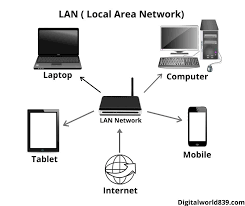 LAN ( Local Area Network)
Laptop
Computer
LAN Network
Tablet
Mobile
Internet
Digitalworld839.com